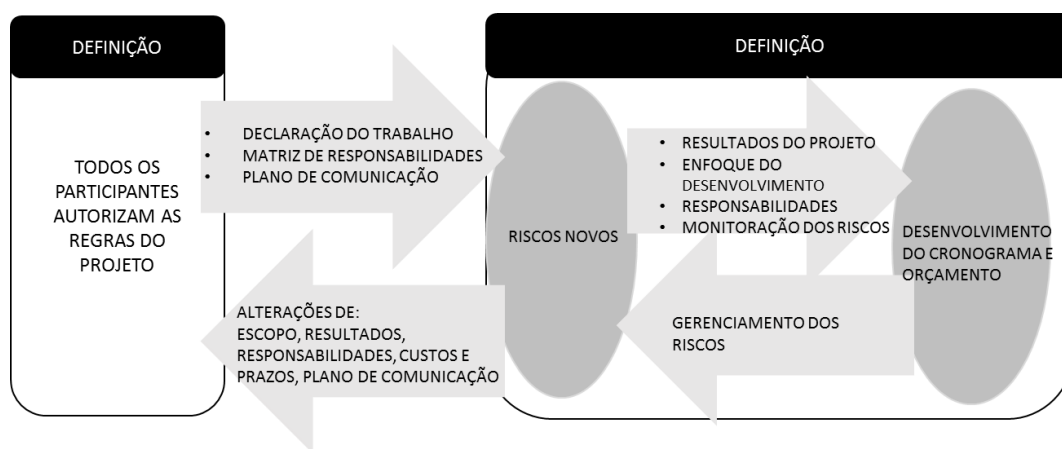 DEFINIÇÃO
TODOS OS
PARTICIPANTES
AUTORIZAM AS
REGRAS DO
PROJETO
• DECLARAÇÃO DO TRABALHO
• MATRIZ DE RESPONSABILIDADES
• PLANO DE COMUNICAÇÃO
ALTERAÇÕES DE:
ESCOPO, RESULTADOS,
RESPONSABILIDADES, CUSTOS E
PRAZOS, PLANO DE COMUNICAÇÃO
DEFINIÇÃO
RISCOS NOVOS
• RESULTADOS DO PROJETO
• ENFOQUE DO
DESENVOLVIMENTO
• RESPONSABILIDADES
• MONITORAÇÃO DOS RISCOS
GERENCIAMENTO DOS
RISCOS
DESENVOLVIMENTO
DO CRONOGRAMA E
ORÇAMENTO